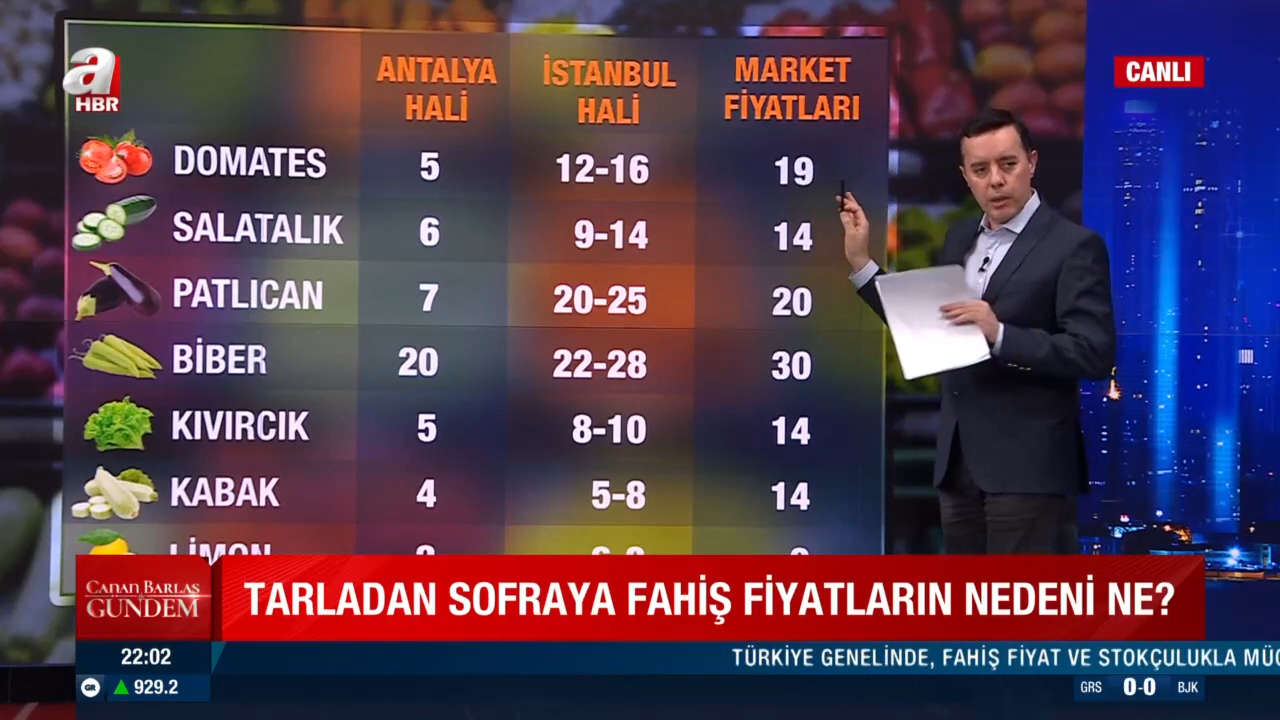 a
HBR
CANLI
ANTALYA HALİ
İSTANBUL HALİ
MARKET FİYATLARI
DOMATES 5 12-16 19
SALATALIK 6 9-14 14
PATLICAN 7 20-25 20
BİBER 20 22-28 30
KIVIRCIK 5 8-10 14
KABAK 4 5-8 14
LİMON
CANAN BARLAS
GÜNDEM
TARLADAN SOFRAYA FAHİŞ FİYATLARIN NEDENİ NE?
22:02
TÜRKİYE GENELİNDE, FAHİŞ FİYAT VE STOKÇULUKLA
GR 929.2
GRS 0-0 BJK